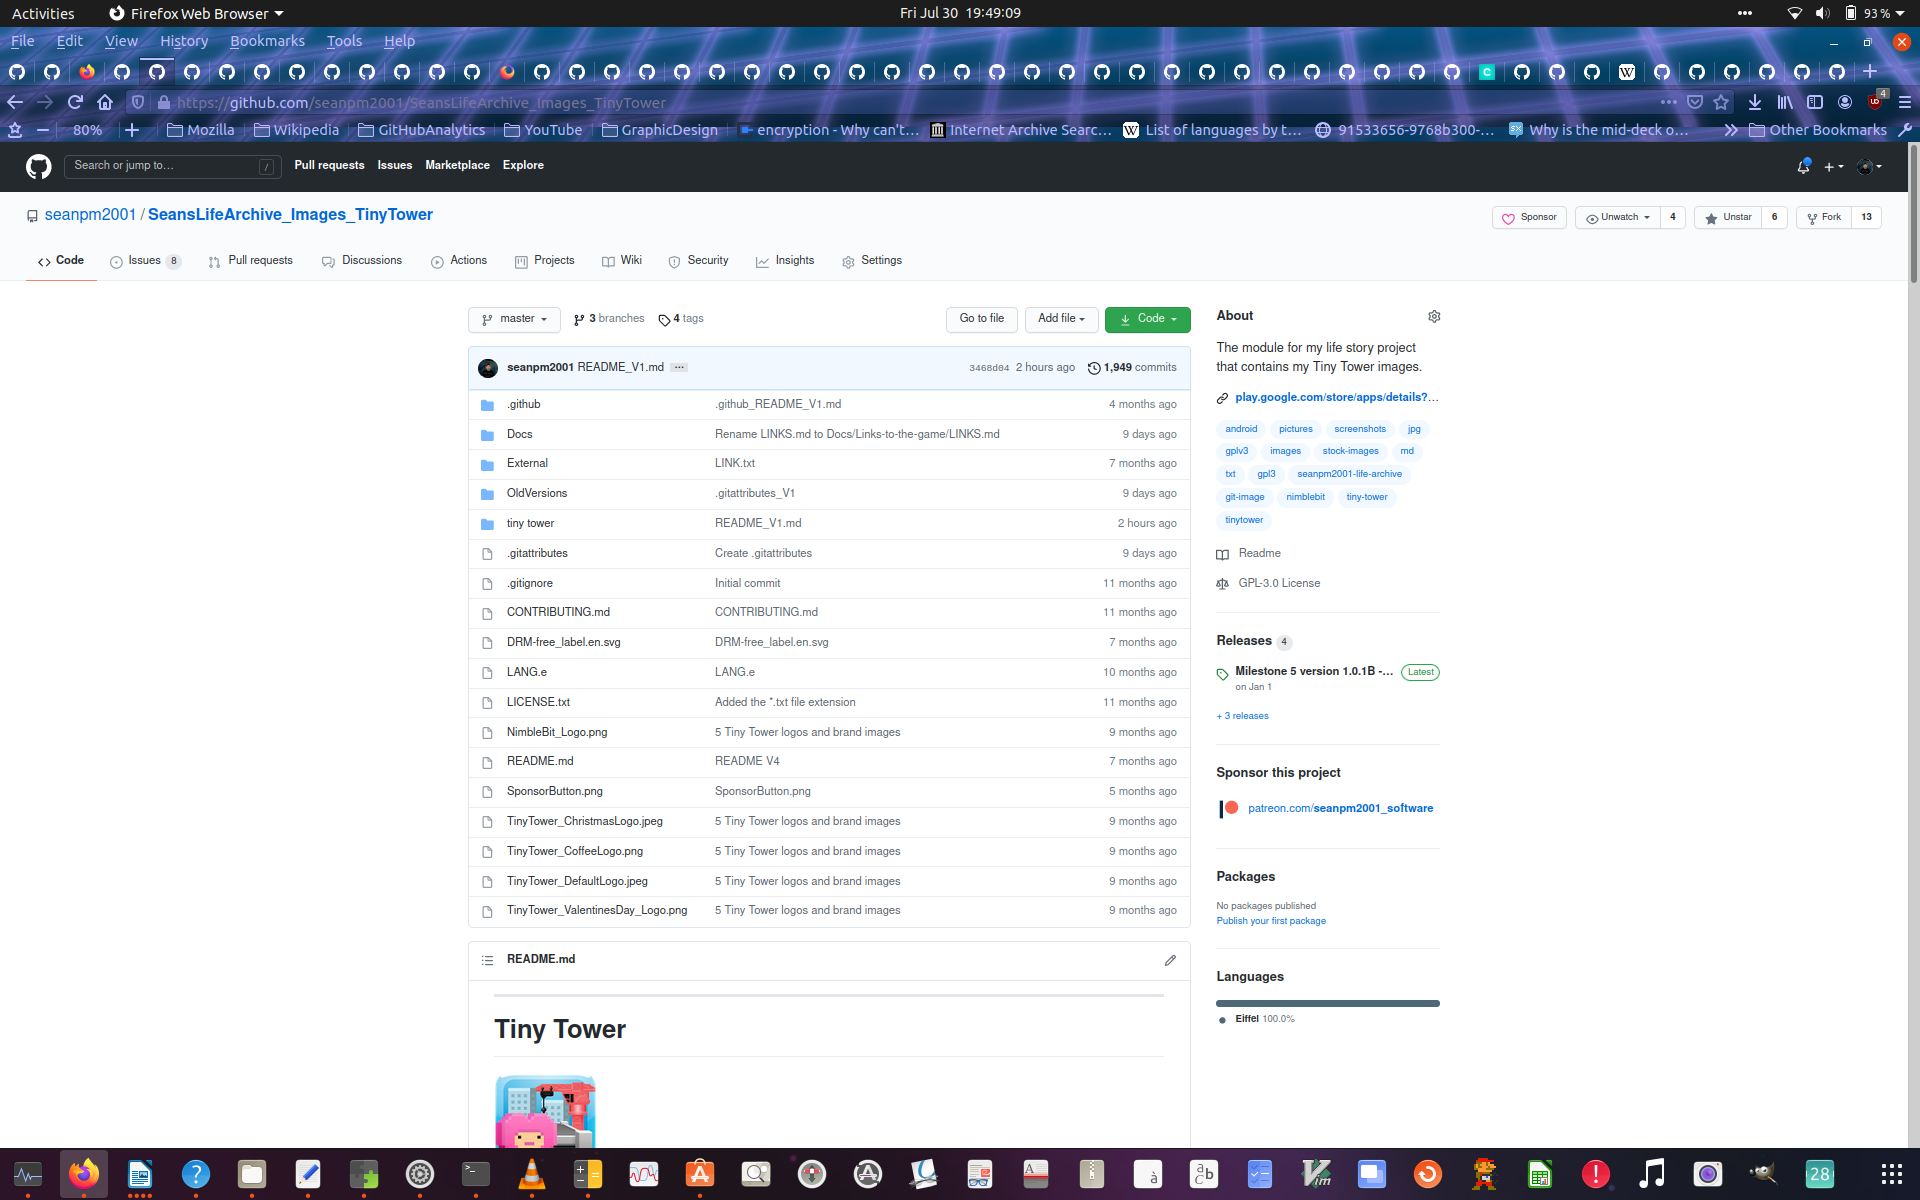 Activities Firefox Web Browser Fri Jul 30 19:49:09 93 %
File Edit View History Bookmarks Tools Help
https://github.com/seanpm2001/SeansLifeArchive_Images_TinyTower 4
80% Mozilla Wikipedia GitHubAnalytics YouTube GraphicDesign encryption - Why can't… Internet Archive Searc… List of languages by t… 91533656-9768b300-… Why is the mid-deck o… Other Bookmarks
Search or jump to… / Pull requests Issues Marketplace Explore
seanpm2001 / SeansLifeArchive_Images_TinyTower Sponsor Unwatch 4 Unstar 6 Fork 13
Code Issues 8 Pull requests Discussions Actions Projects Wiki Security Insights Settings
master 3 branches 4 tags Go to file Add file Code
seanpm2001 README_V1.md … 3468d04 2 hours ago 1,949 commits
.github .github_README_V1.md 4 months ago
Docs Rename LINKS.md to Docs/Links-to-the-game/LINKS.md 9 days ago
External LINK.txt 7 months ago
OldVersions .gitattributes_V1 9 days ago
tiny tower README_V1.md 2 hours ago
.gitattributes Create .gitattributes 9 days ago
.gitignore Initial commit 11 months ago
CONTRIBUTING.md CONTRIBUTING.md 11 months ago
DRM-free_label.en.svg DRM-free_label.en.svg 7 months ago
LANG.e LANG.e 10 months ago
LICENSE.txt Added the *.txt file extension 11 months ago
NimbleBit_Logo.png 5 Tiny Tower logos and brand images 9 months ago
README.md README V4 7 months ago
SponsorButton.png SponsorButton.png 5 months ago
TinyTower_ChristmasLogo.jpeg 5 Tiny Tower logos and brand images 9 months ago
TinyTower_CoffeeLogo.png 5 Tiny Tower logos and brand images 9 months ago
TinyTower_DefaultLogo.jpeg 5 Tiny Tower logos and brand images 9 months ago
TinyTower_ValentinesDay_Logo.png 5 Tiny Tower logos and brand images 9 months ago
README.md
Tiny Tower
About
The module for my life story project
that contains my Tiny Tower images.
play.google.com/store/apps/details?…
android pictures screenshots jpg
gplv3 images stock-images md
txt gpl3 seanpm2001-life-archive
git-image nimblebit tiny-tower
tinytower
Readme
GPL-3.0 License
Releases 4
Milestone 5 version 1.0.1B -… Latest
on Jan 1
+ 3 releases
Sponsor this project
patreon.com/seanpm2001_software
Packages
No packages published
Publish your first package
Languages
Eiffel 100.0%
28